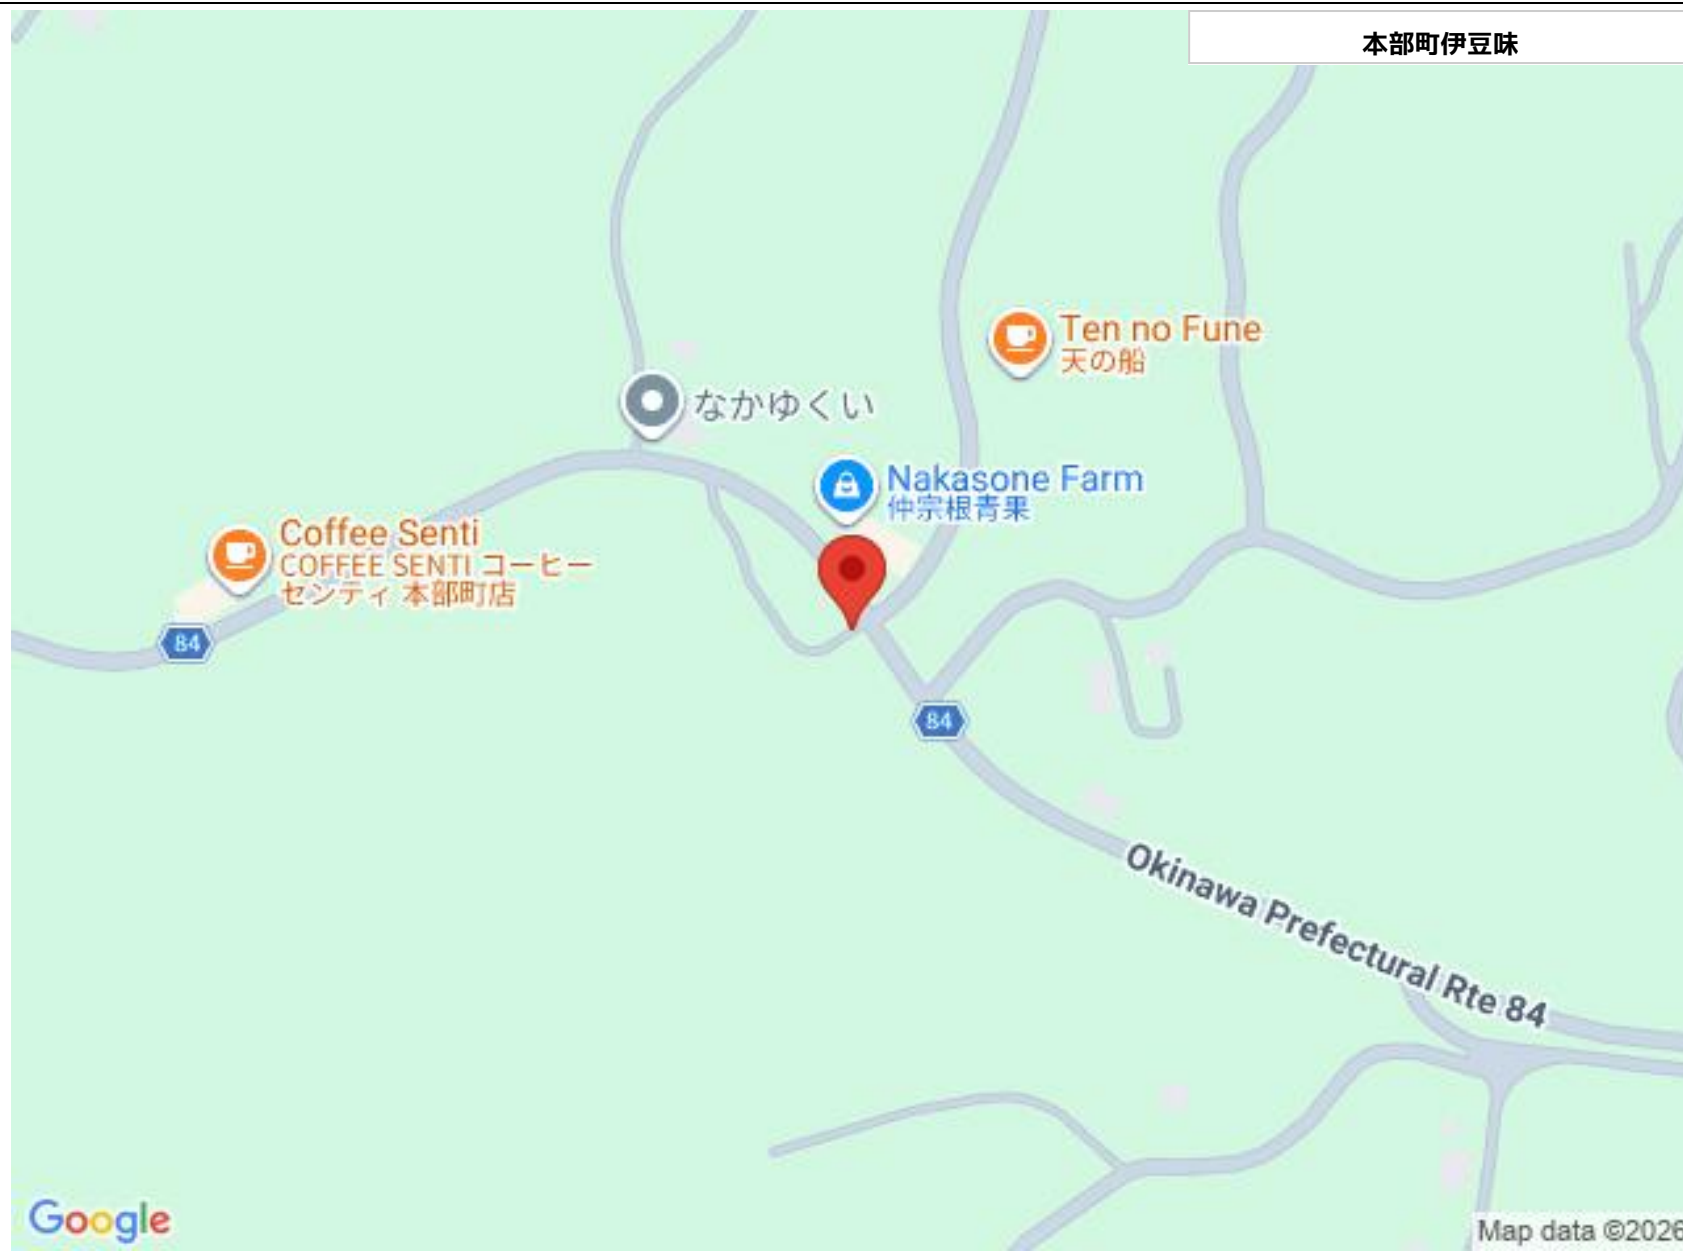 本部町伊豆味
Ten no Fune
天の船
なかゆくい
Nakasone Farm
仲宗根青果
Coffee Senti
COFFEE SENTI コーヒー
センティ 本部町店
84
84
Okinawa Prefectural Rte 84
Google
Map data ©2026